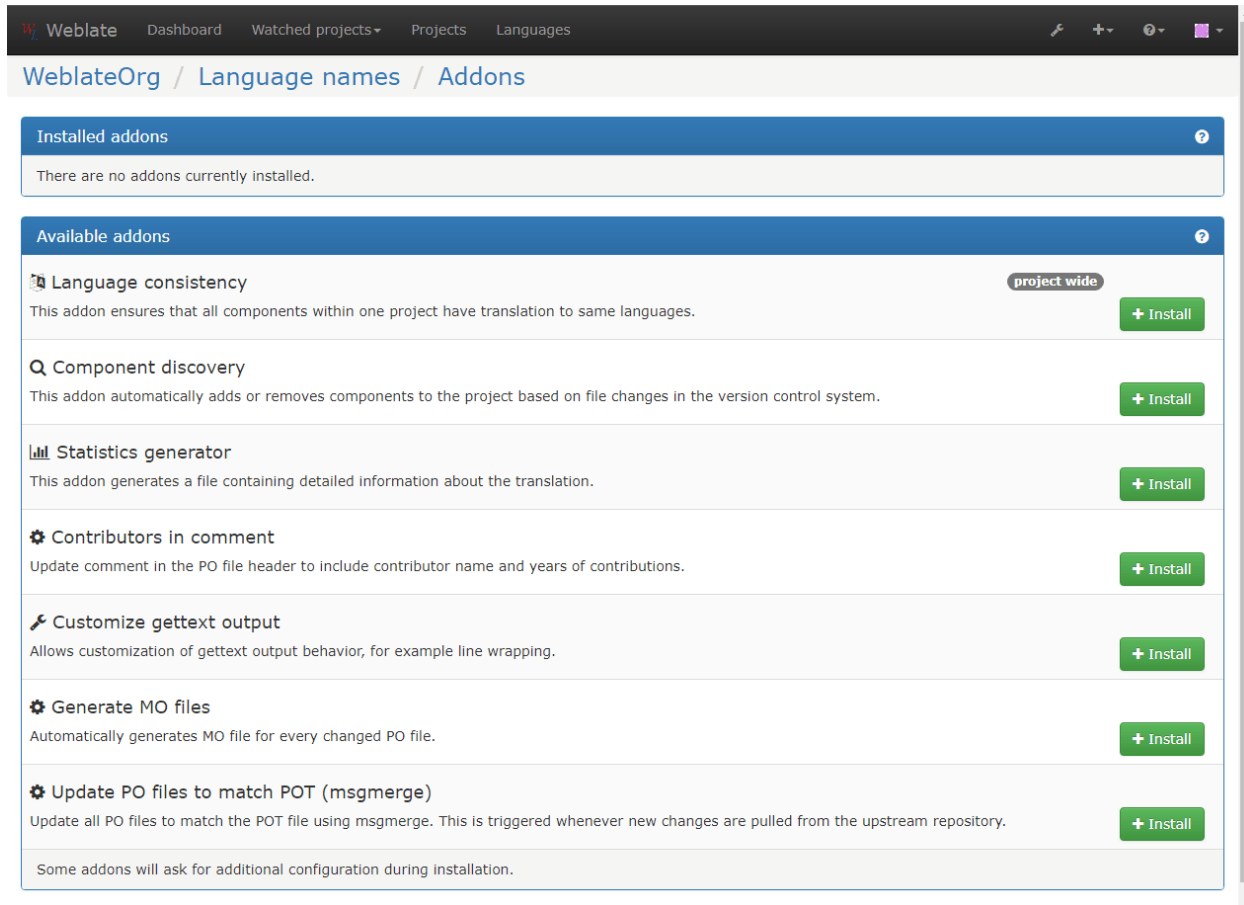 Weblate Dashboard Watched projects Projects Languages
WeblateOrg / Language names / Addons
Installed addons
There are no addons currently installed.
Available addons
Language consistency project wide
This addon ensures that all components within one project have translation to same languages.
Install
Component discovery
This addon automatically adds or removes components to the project based on file changes in the version control system.
Install
Statistics generator
This addon generates a file containing detailed information about the translation.
Install
Contributors in comment
Update comment in the PO file header to include contributor name and years of contributions.
Install
Customize gettext output
Allows customization of gettext output behavior, for example line wrapping.
Install
Generate MO files
Automatically generates MO file for every changed PO file.
Install
Update PO files to match POT (msgmerge)
Update all PO files to match the POT file using msgmerge. This is triggered whenever new changes are pulled from the upstream repository.
Install
Some addons will ask for additional configuration during installation.